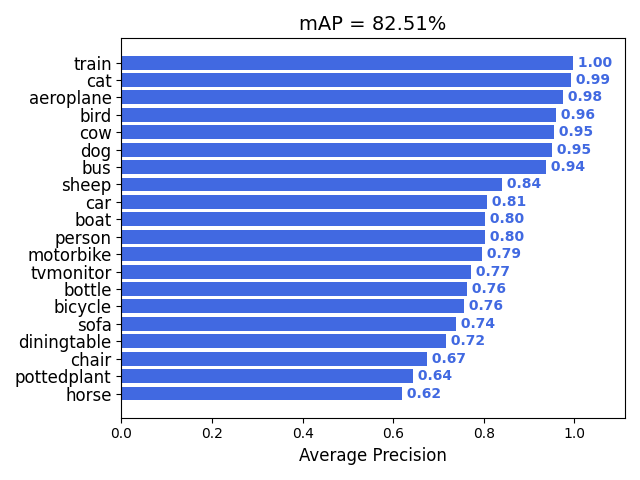 mAP = 82.51%
train 1.00
cat 0.99
aeroplane 0.98
bird 0.96
cow 0.95
dog 0.95
bus 0.94
sheep 0.84
car 0.81
boat 0.80
person 0.80
motorbike 0.79
tvmonitor 0.77
bottle 0.76
bicycle 0.76
sofa 0.74
diningtable 0.72
chair 0.67
pottedplant 0.64
horse 0.62
0.0 0.2 0.4 0.6 0.8 1.0
Average Precision